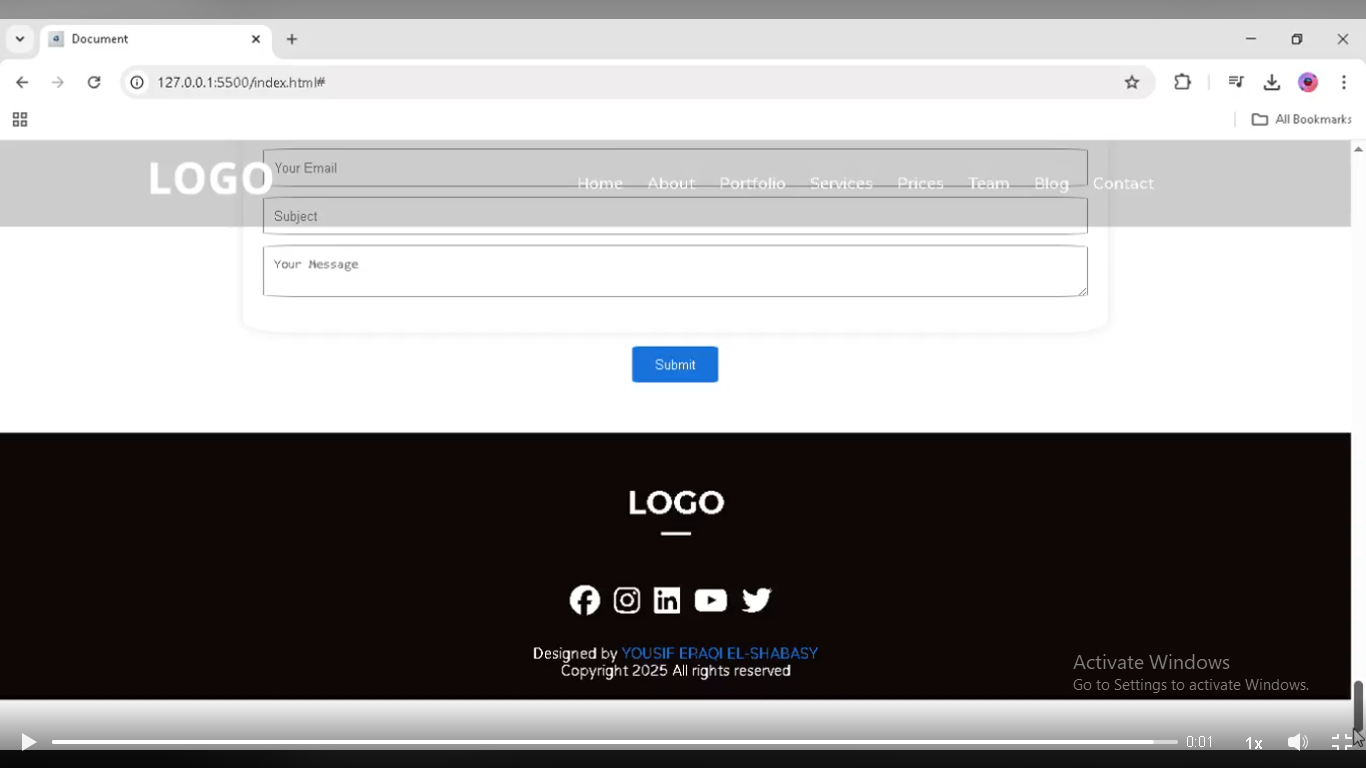 Document
127.0.0.1:5500/index.html#
All Bookmarks
LOGO
Home About Portfolio Services Prices Team Blog Contact
Your Email
Subject
Your Message
Submit
LOGO
Designed by YOUSIF ERAQI EL-SHABASY
Copyright 2025 All rights reserved
Activate Windows
Go to Settings to activate Windows.
0:01 1x